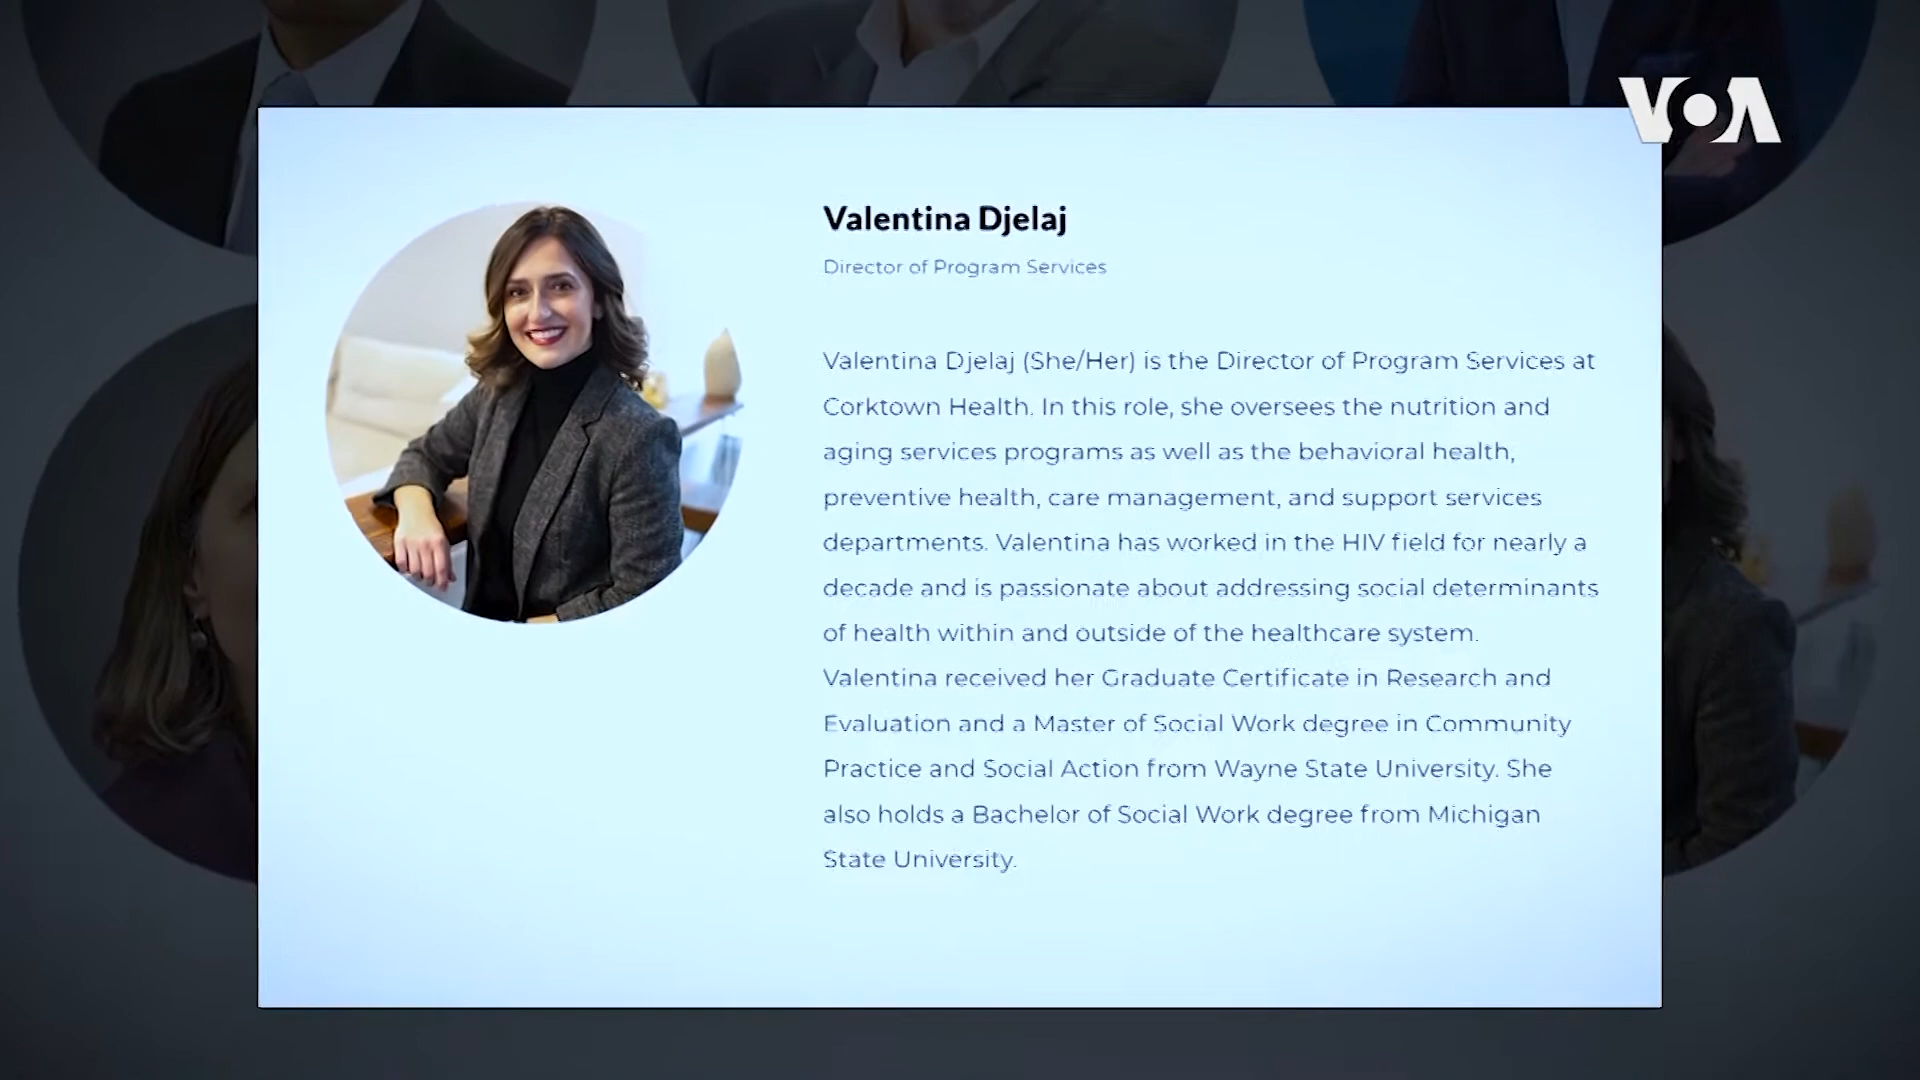 VOA
Valentina Djelaj
Director of Program Services
Valentina Djelaj (She/Her) is the Director of Program Services at
Corktown Health. In this role, she oversees the nutrition and
aging services programs as well as the behavioral health,
preventive health, care management, and support services
departments. Valentina has worked in the HIV field for nearly a
decade and is passionate about addressing social determinants
of health within and outside of the healthcare system.
Valentina received her Graduate Certificate in Research and
Evaluation and a Master of Social Work degree in Community
Practice and Social Action from Wayne State University. She
also holds a Bachelor of Social Work degree from Michigan
State University.